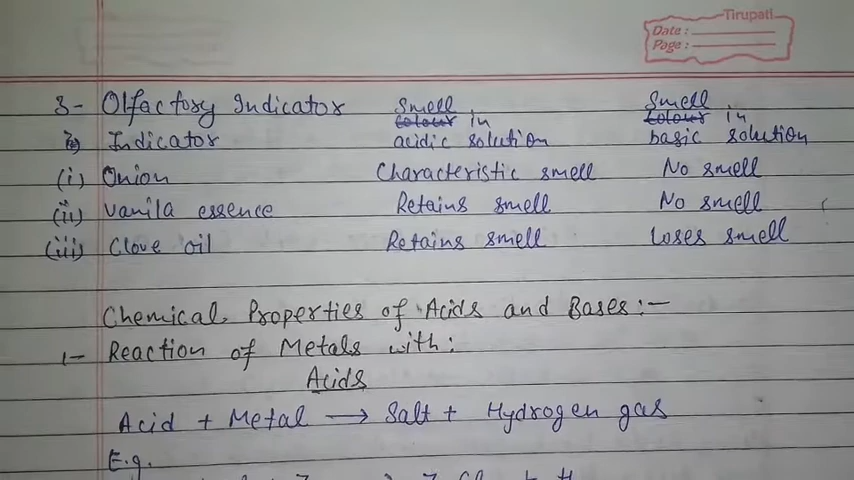 Tirupati
Date :
Page :
3- Olfactory Indicator Smell Smell
Indicator colour in acidic solution colour in basic solution
(i) Onion Characteristic smell No smell
(ii) Vanila essence Retains smell No smell
(iii) Clove oil Retains smell Loses smell
Chemical Properties of Acids and Bases:-
1- Reaction of Metals with:
Acids
Acid + Metal → Salt + Hydrogen gas
E.g.